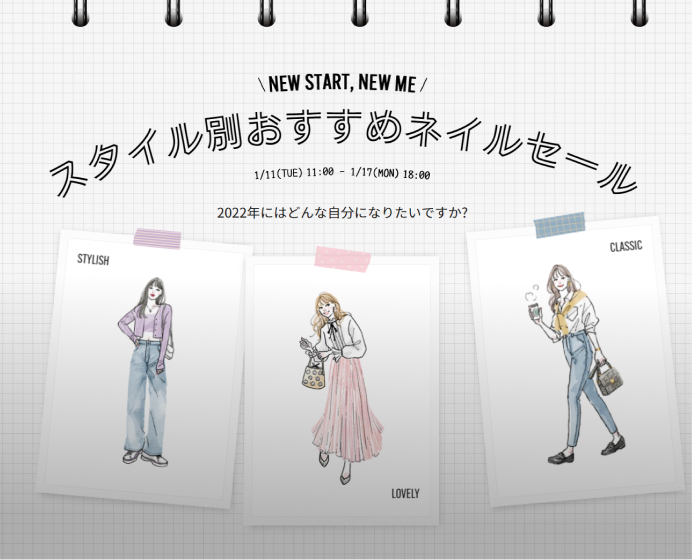 \ NEW START, NEW ME /
スタイル別おすすめネイルセール
1/11(TUE) 11:00 - 1/17(MON) 18:00
2022年にはどんな自分になりたいですか?
STYLISH
CLASSIC
LOVELY